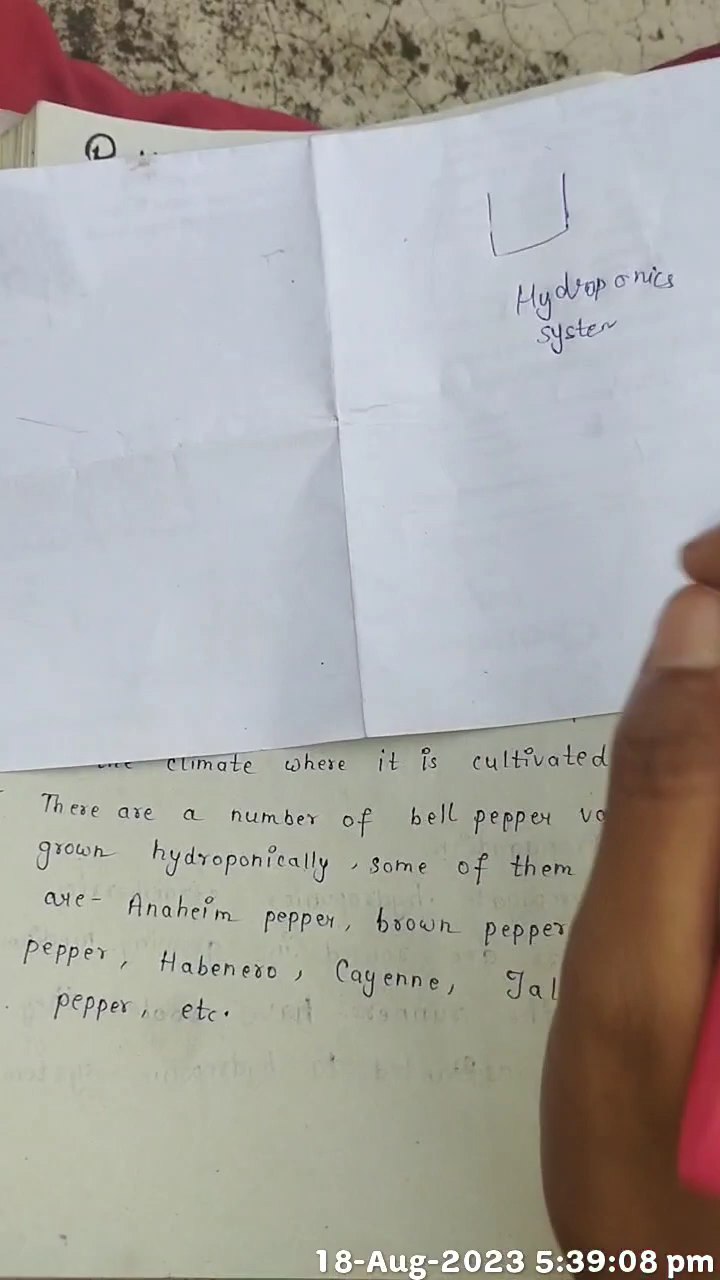 Hydroponics
system
climate where it is cultivated
There are a number of bell pepper
grown hydroponically, some of them
are - Anaheim pepper, brown pepper
pepper, Habenero, Cayenne,
pepper, etc.
18-Aug-2023 5:39:08 pm